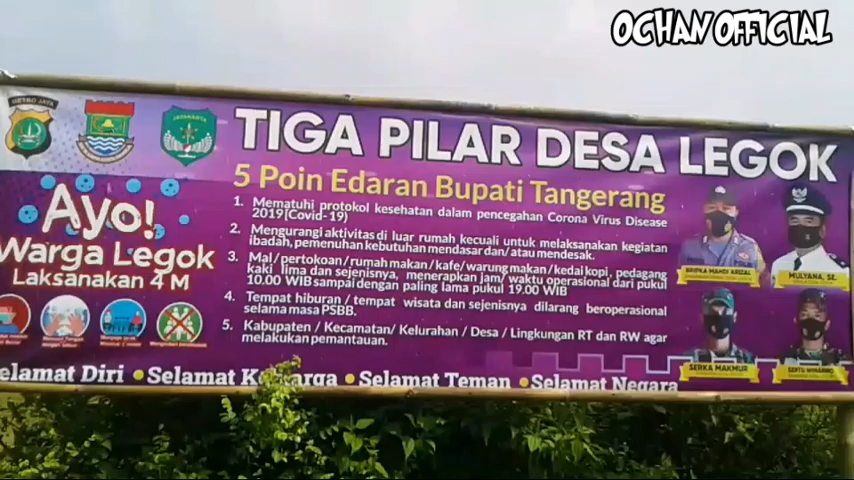 OCHAN OFFICIAL
METRO JAYA
JAYAKARTA
TIGA PILAR DESA LEGOK
5 Poin Edaran Bupati Tangerang
1. Mematuhi protokol kesehatan dalam pencegahan Corona Virus Disease
2019(Covid-19)
2. Mengurangi aktivitas di luar rumah kecuali untuk melaksanakan kegiatan
ibadah, pemenuhan kebutuhan mendasar dan/atau mendesak.
3. Mal/pertokoan/rumah makan/kafe/warung makan/kedai kopi, pedagang
kaki lima dan sejenisnya, menerapkan jam/ waktu operasional dari pukul
10.00 WIB sampai dengan paling lama pukul 19.00 WIB
4. Tempat hiburan / tempat wisata dan sejenisnya dilarang beroperasional
selama masa PSBB.
5. Kabupaten / Kecamatan/ Kelurahan / Desa / Lingkungan RT dan RW agar
melakukan pemantauan.
Ayo!
Warga Legok
Laksanakan 4 M
BRIPKA MAHDI ARIZAL
MULYANA, SE.
SERKA MAKMUR
SERTU WINARNO
elamat Diri • Selamat Keluarga • Selamat Teman • Selamat Negara